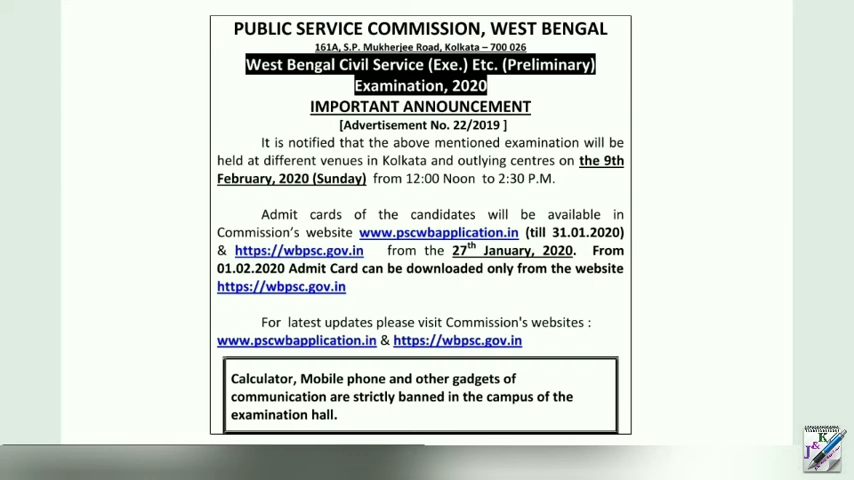 PUBLIC SERVICE COMMISSION, WEST BENGAL
161A, S.P. Mukherjee Road, Kolkata – 700 026
West Bengal Civil Service (Exe.) Etc. (Preliminary)
Examination, 2020
IMPORTANT ANNOUNCEMENT
[Advertisement No. 22/2019 ]
It is notified that the above mentioned examination will be
held at different venues in Kolkata and outlying centres on the 9th
February, 2020 (Sunday) from 12:00 Noon to 2:30 P.M.
Admit cards of the candidates will be available in
Commission's website www.pscwbapplication.in (till 31.01.2020)
& https://wbpsc.gov.in from the 27th January, 2020. From
01.02.2020 Admit Card can be downloaded only from the website
https://wbpsc.gov.in
For latest updates please visit Commission's websites :
www.pscwbapplication.in & https://wbpsc.gov.in
Calculator, Mobile phone and other gadgets of
communication are strictly banned in the campus of the
examination hall.
J&K